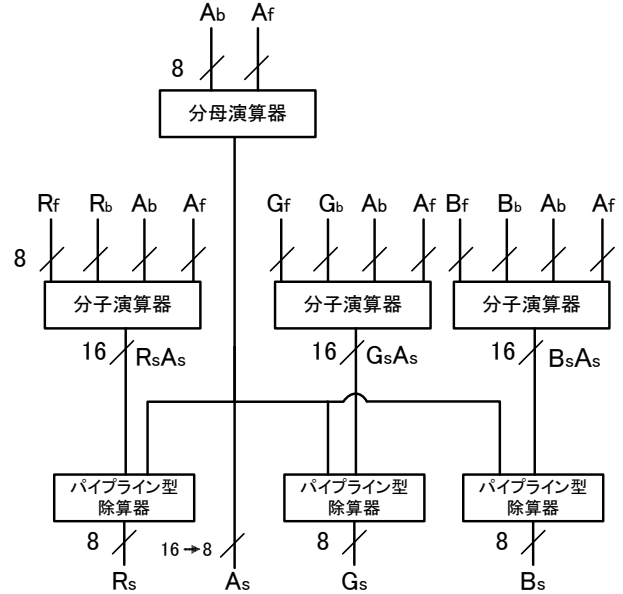 Ab Af
8
分母演算器
Rf Rb Ab Af Gf Gb Ab Af Bf Bb Ab Af
8
分子演算器 分子演算器 分子演算器
16 RsAs 16 GsAs 16 BsAs
パイプライン型 パイプライン型 パイプライン型
除算器 除算器 除算器
8 16→8 8 8
Rs As Gs Bs